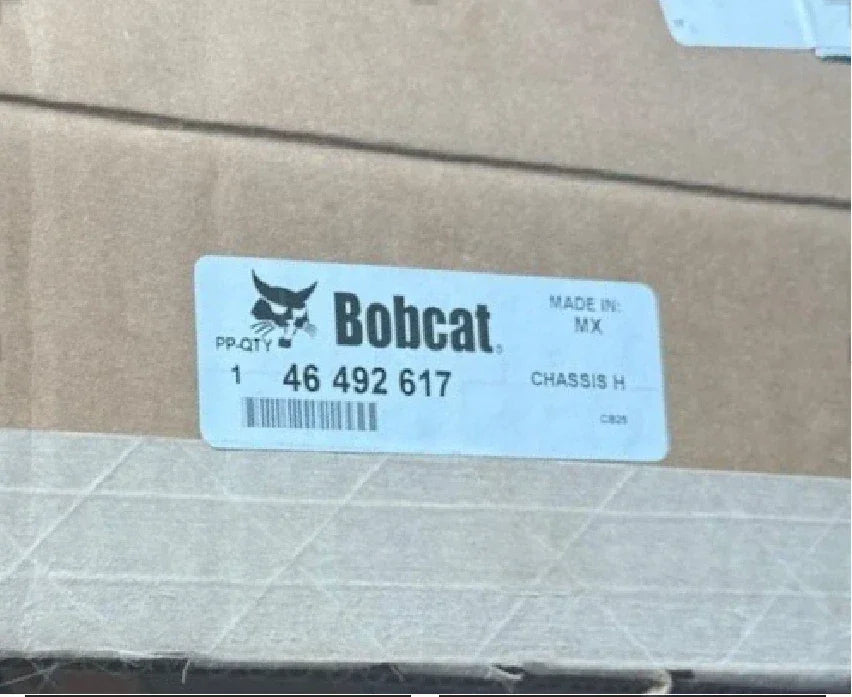 Bobcat
MADE IN:
MX
PP-QTY
1 46 492 617
CHASSIS H
CB25